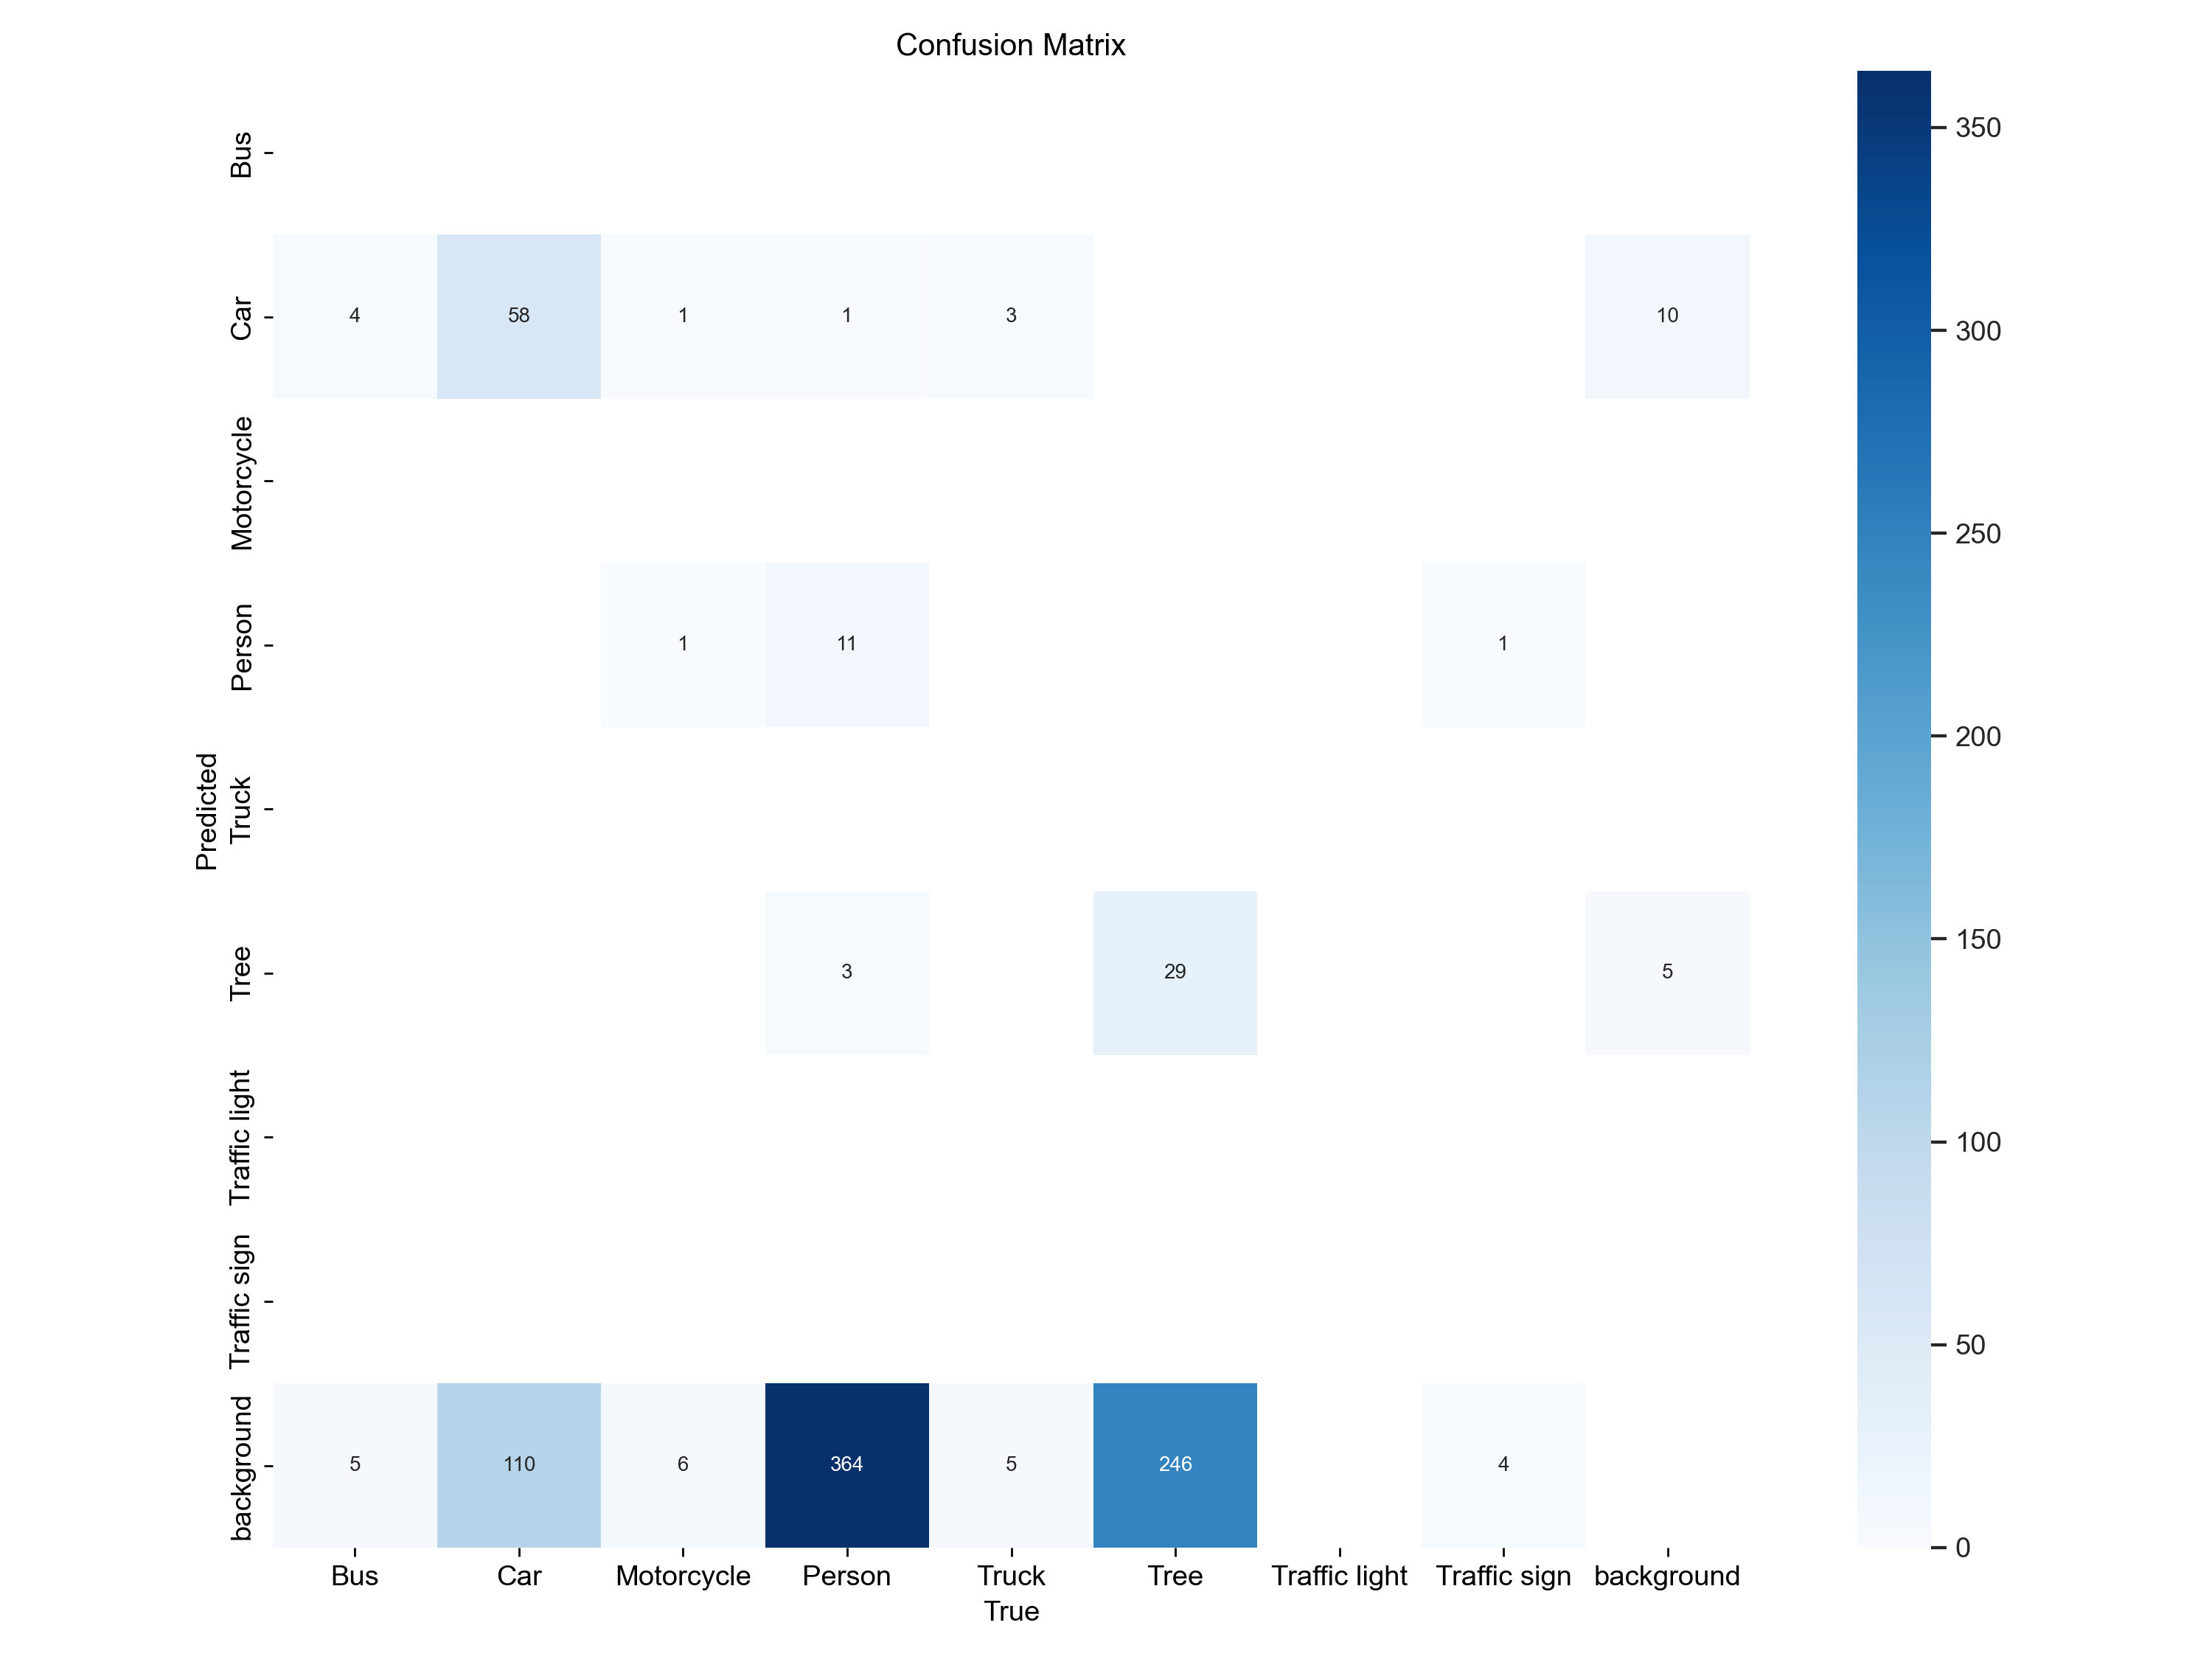 Confusion Matrix
Predicted
Bus
Car
4 58 1 1 3 10
Motorcycle
Person
1 11 1
Truck
Tree
3 29 5
Traffic light
Traffic sign
background
5 110 6 364 5 246 4
Bus Car Motorcycle Person Truck Tree Traffic light Traffic sign background
True
350
300
250
200
150
100
50
0